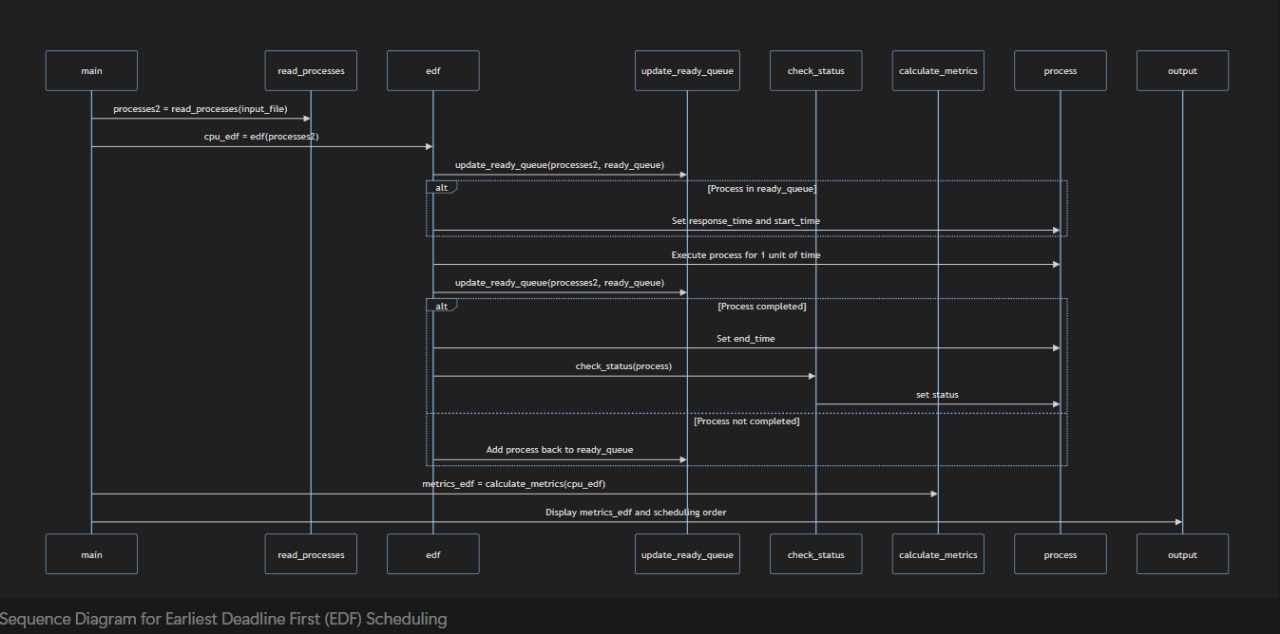 main
read_processes
edf
update_ready_queue
check_status
calculate_metrics
process
output
processes2 = read_processes(input_file)
cpu_edf = edf(processes2)
update_ready_queue(processes2, ready_queue)
alt
[Process in ready_queue]
Set response_time and start_time
Execute process for 1 unit of time
update_ready_queue(processes2, ready_queue)
alt
[Process completed]
Set end_time
check_status(process)
set status
[Process not completed]
Add process back to ready_queue
metrics_edf = calculate_metrics(cpu_edf)
Display metrics_edf and scheduling order
main
read_processes
edf
update_ready_queue
check_status
calculate_metrics
process
output
Sequence Diagram for Earliest Deadline First (EDF) Scheduling